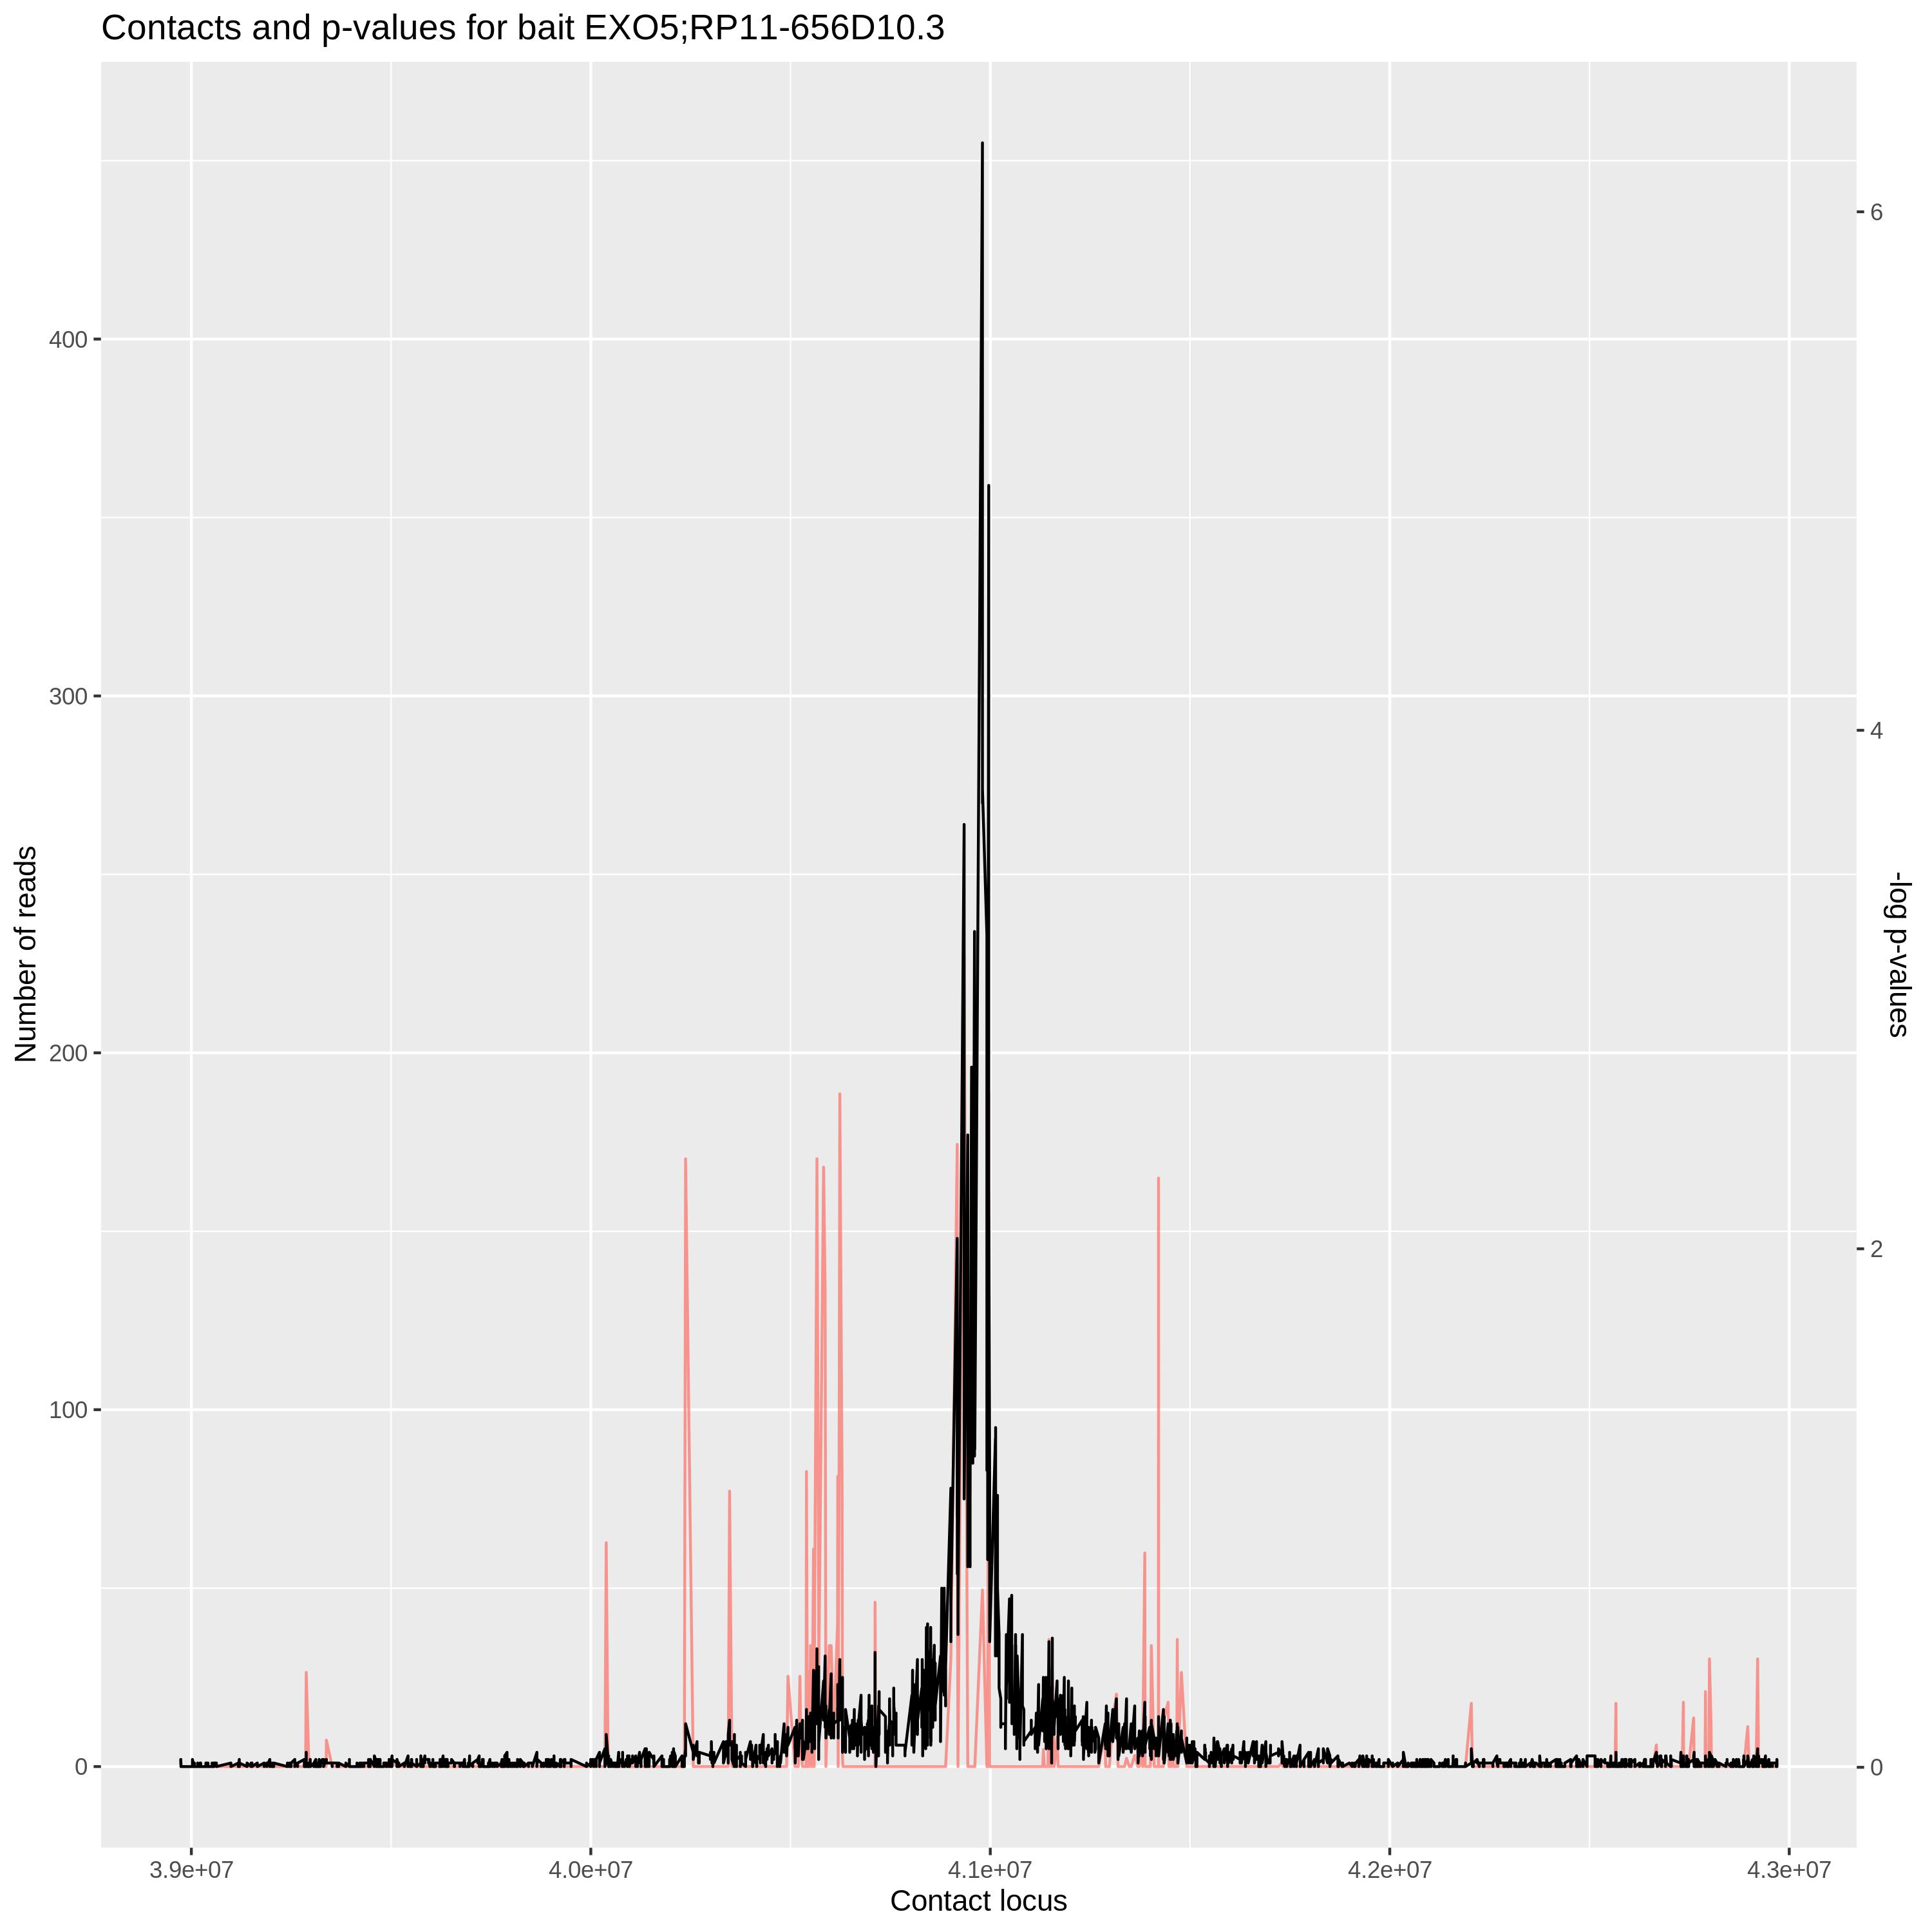 Contacts and p-values for bait EXO5;RP11-656D10.3
400
300
200
100
0
Number of reads
6
4
2
0
-log p-values
3.9e+07 4.0e+07 4.1e+07 4.2e+07 4.3e+07
Contact locus